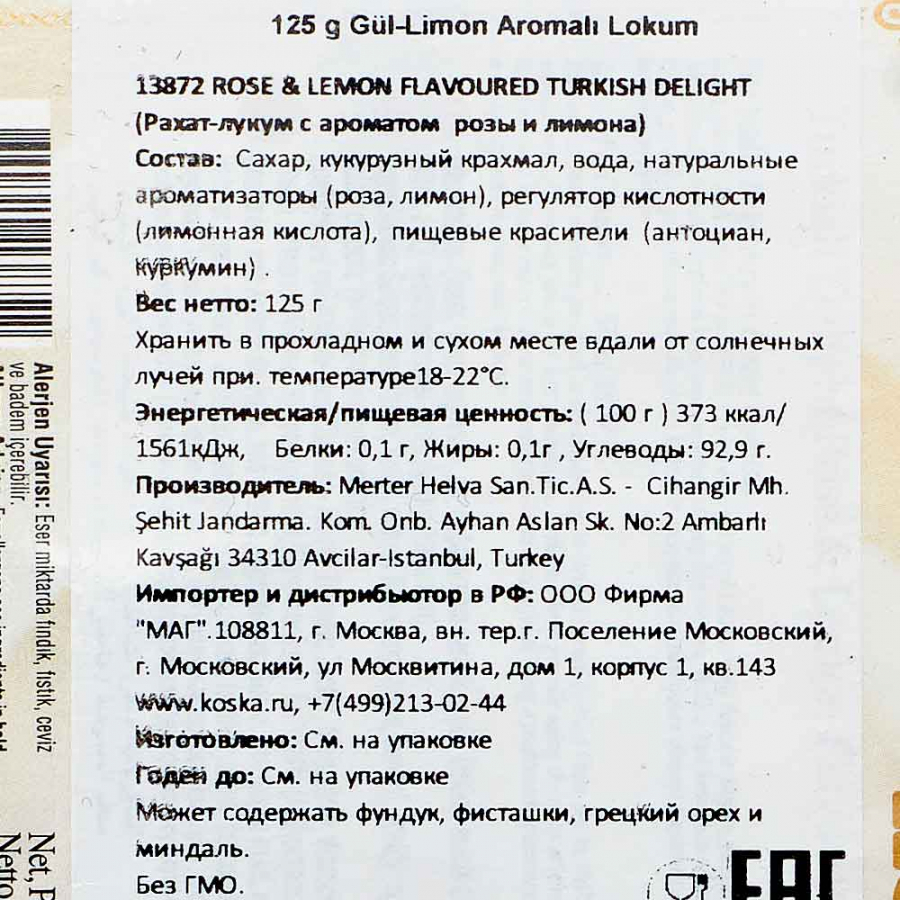 125 g Gül-Limon Aromalı Lokum
13872 ROSE & LEMON FLAVOURED TURKISH DELIGHT
(Рахат-лукум с ароматом розы и лимона)
Состав: Сахар, кукурузный крахмал, вода, натуральные
ароматизаторы (роза, лимон), регулятор кислотности
(лимонная кислота), пищевые красители (антоциан,
куркумин) .
Вес нетто: 125 г
Хранить в прохладном и сухом месте вдали от солнечных
лучей при. температуре18-22°С.
Энергетическая/пищевая ценность: ( 100 г ) 373 ккал/
1561кДж, Белки: 0,1 г, Жиры: 0,1г , Углеводы: 92,9 г.
Производитель: Merter Helva San.Tic.A.S. - Cihangir Mh.
Şehit Jandarma. Kom. Onb. Ayhan Aslan Sk. No:2 Ambarlı
Kavşağı 34310 Avcilar-Istanbul, Turkey
Импортер и дистрибьютор в РФ: ООО Фирма
"МАГ".108811, г. Москва, вн. тер.г. Поселение Московский,
г. Московский, ул Москвитина, дом 1, корпус 1, кв.143
www.koska.ru, +7(499)213-02-44
Изготовлено: См. на упаковке
Годен до: См. на упаковке
Может содержать фундук, фисташки, грецкий орех и
миндаль.
Без ГМО.
EAC
Alerjen Uyarısı: Eser miktarda fındık, fıstık, ceviz
ve badem içerebilir.
Net,
Netto